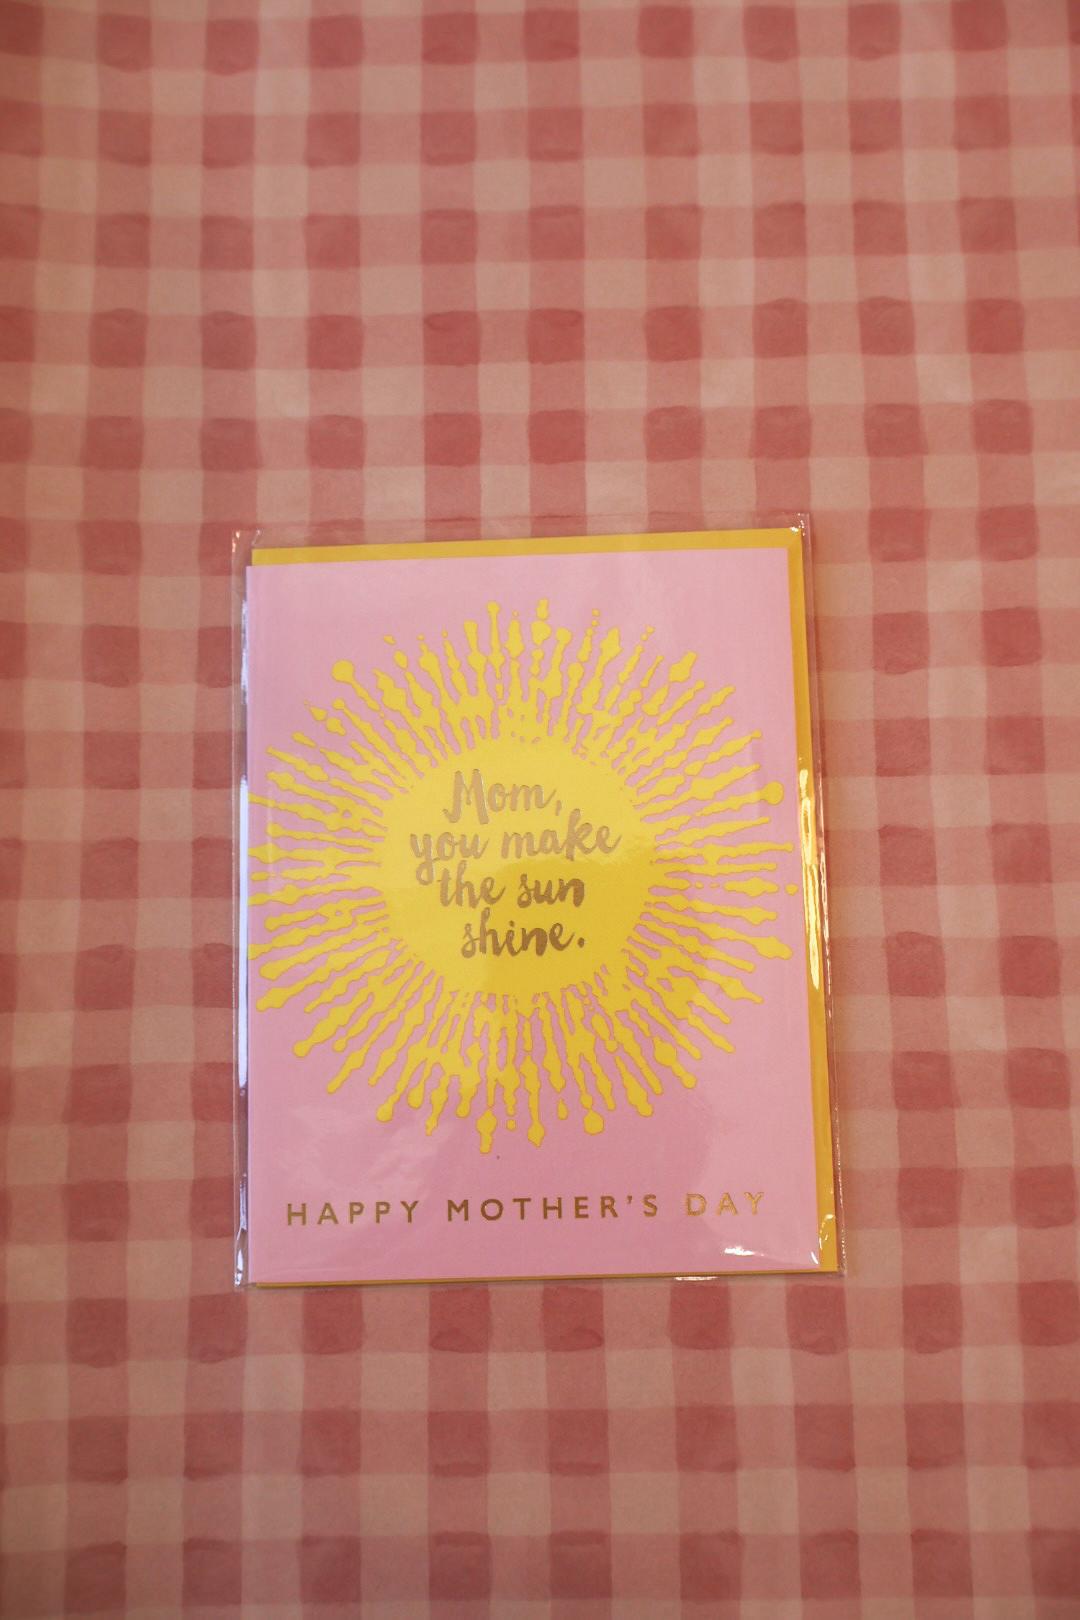 Mom,
you make
the sun
shine.
HAPPY MOTHER'S DAY